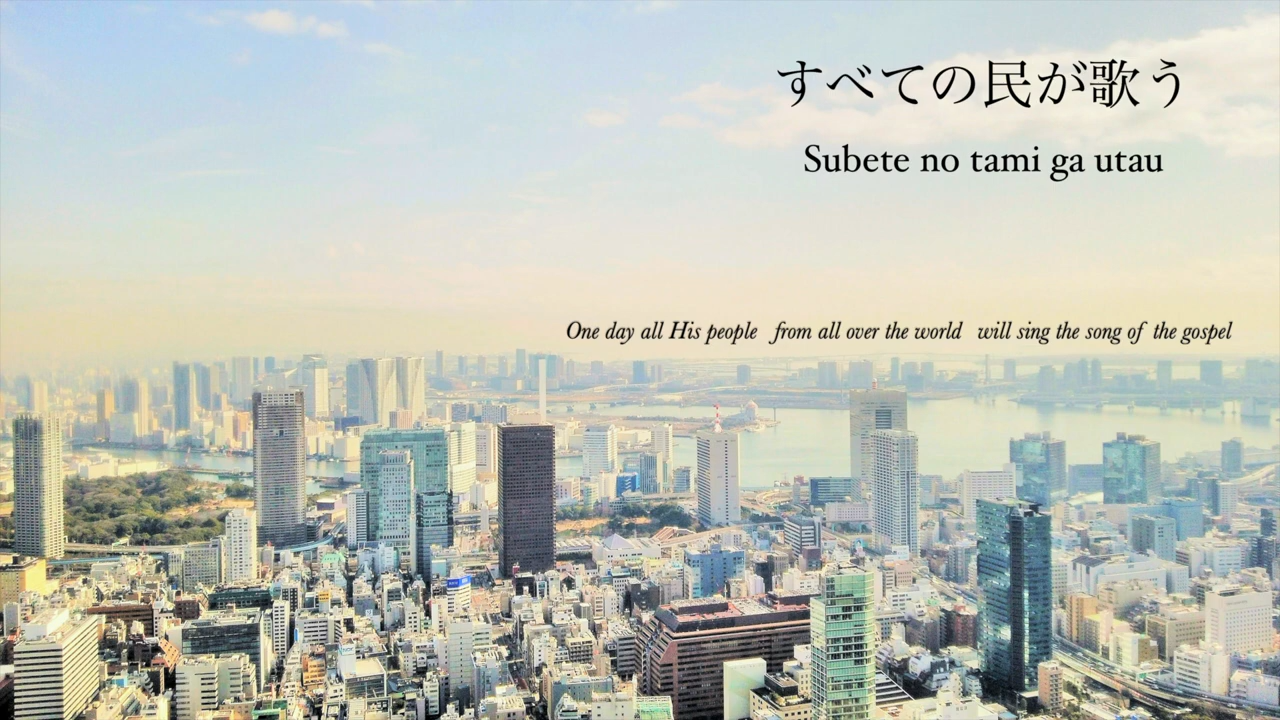 すべての民が歌う
Subete no tami ga utau
One day all His people from all over the world will sing the song of the gospel